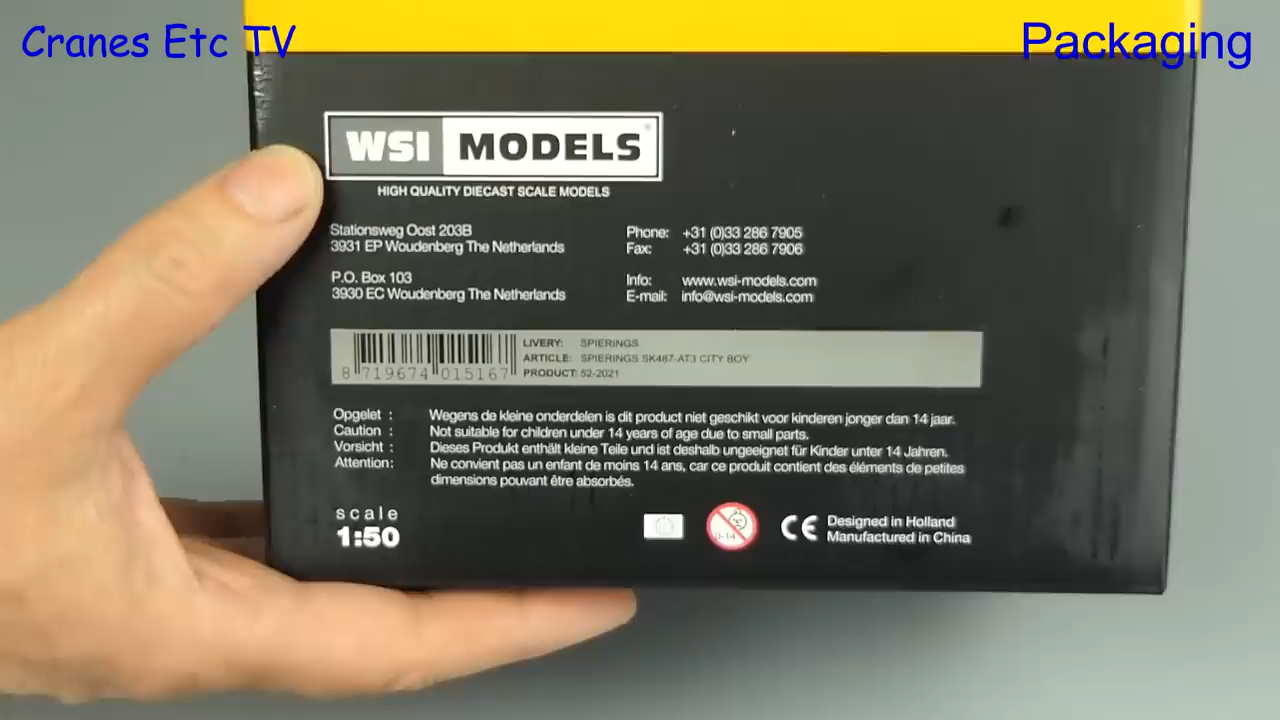 Cranes Etc TV
Packaging
WSI MODELS®
HIGH QUALITY DIECAST SCALE MODELS
Stationsweg Oost 203B
3931 EP Woudenberg The Netherlands
P.O. Box 103
3930 EC Woudenberg The Netherlands
Phone: +31 (0)33 286 7905
Fax: +31 (0)33 286 7906
Info: www.wsi-models.com
E-mail: info@wsi-models.com
8 719674 015167
LIVERY: SPIERINGS
ARTICLE: SPIERINGS SK487-AT3 CITY BOY
PRODUCT: 52-2021
Opgelet : Wegens de kleine onderdelen is dit product niet geschikt voor kinderen jonger dan 14 jaar.
Caution : Not suitable for children under 14 years of age due to small parts.
Vorsicht : Dieses Produkt enthält kleine Teile und ist deshalb ungeeignet für Kinder unter 14 Jahren.
Attention: Ne convient pas un enfant de moins 14 ans, car ce produit contient des éléments de petites
dimensions pouvant être absorbés.
scale
1:50
0-14
CE
Designed in Holland
Manufactured in China